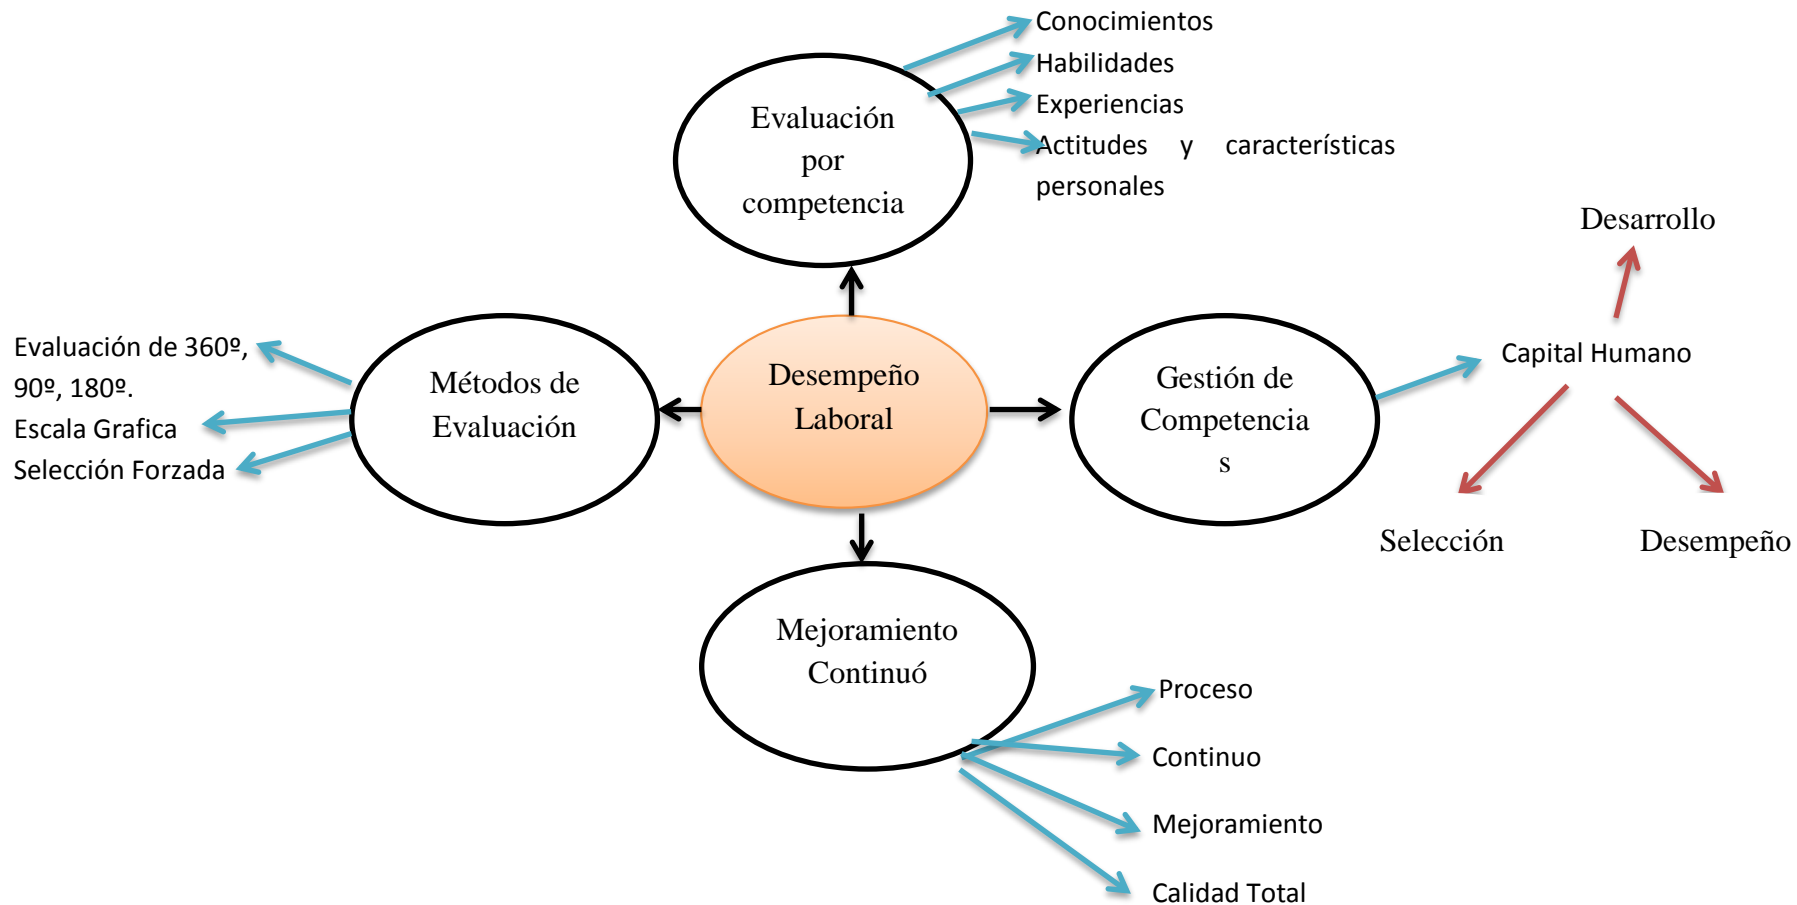 Conocimientos
Habilidades
Experiencias
Actitudes y características
personales
Evaluación
por
competencia
Desarrollo
Evaluación de 360º,
90º, 180º.
Escala Grafica
Selección Forzada
Métodos de
Evaluación
Desempeño
Laboral
Gestión de
Competencia
s
Capital Humano
Selección
Desempeño
Mejoramiento
Continuó
Proceso
Continuo
Mejoramiento
Calidad Total